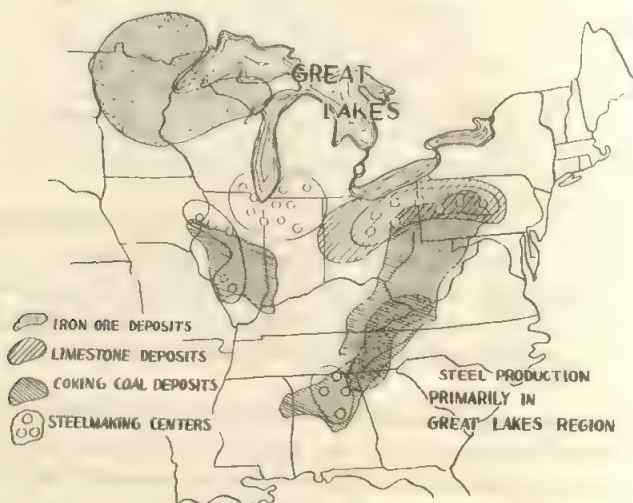 GREAT
LAKES
IRON ORE DEPOSITS
LIMESTONE DEPOSITS
COKING COAL DEPOSITS
STEELMAKING CENTERS
STEEL PRODUCTION
PRIMARILY IN
GREAT LAKES REGION